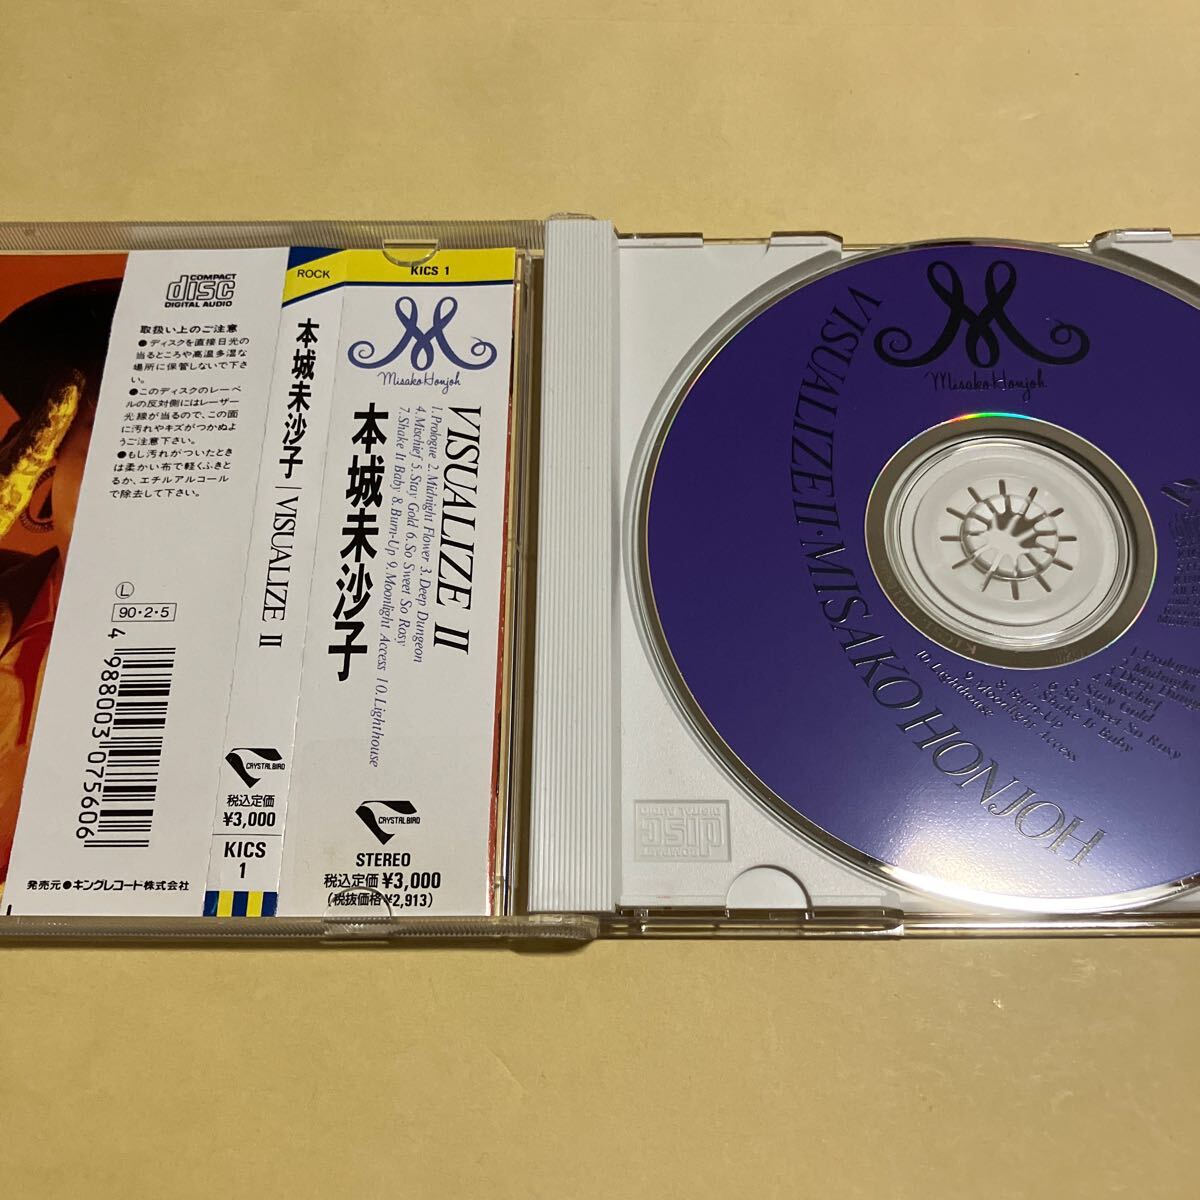 COMPACT
disc
DIGITAL AUDIO
取扱い上のご注意
●ディスクを直接日光の
当るところや高温多湿な
場所に保管しないで下さ
い。
●このディスクのレーベ
ルの反対側にはレーザー
光線が当るので、この面
に汚れやキズがつかぬよ
うご注意下さい。
●もし汚れがついたとき
は柔かい布で軽くふきと
るか、エチルアルコール
で除去して下さい。
Ⓛ
90・2・5
4 988003 075606
発売元●キングレコード株式会社
ROCK
本城未沙子 | VISUALIZE II
CRYSTAL BIRD
税込定価
¥3,000
KICS
1
KICS 1
Misako Honjoh
VISUALIZE II
1. Prologue 2. Midnight Flower 3. Deep Dungeon
4. Mischief 5. Stay Gold 6. So Sweet So Rosy
7. Shake It Baby 8. Burn-Up 9. Moonlight Access 10. Lighthouse
本城未沙子
CRYSTAL BIRD
STEREO
税込定価¥3,000
(税抜価格¥2,913)
Misako Honjoh
VISUALIZE II・MISAKO HONJOH
1. Prologue
2. Midnight
3. Deep Dung
4. Mischief
5. Stay Gold
6. So Sweet So Rosy
7. Shake It Baby
8. Burn-Up
9. Moonlight Access
10. Lighthouse
COMPACT
disc
DIGITAL AUDIO